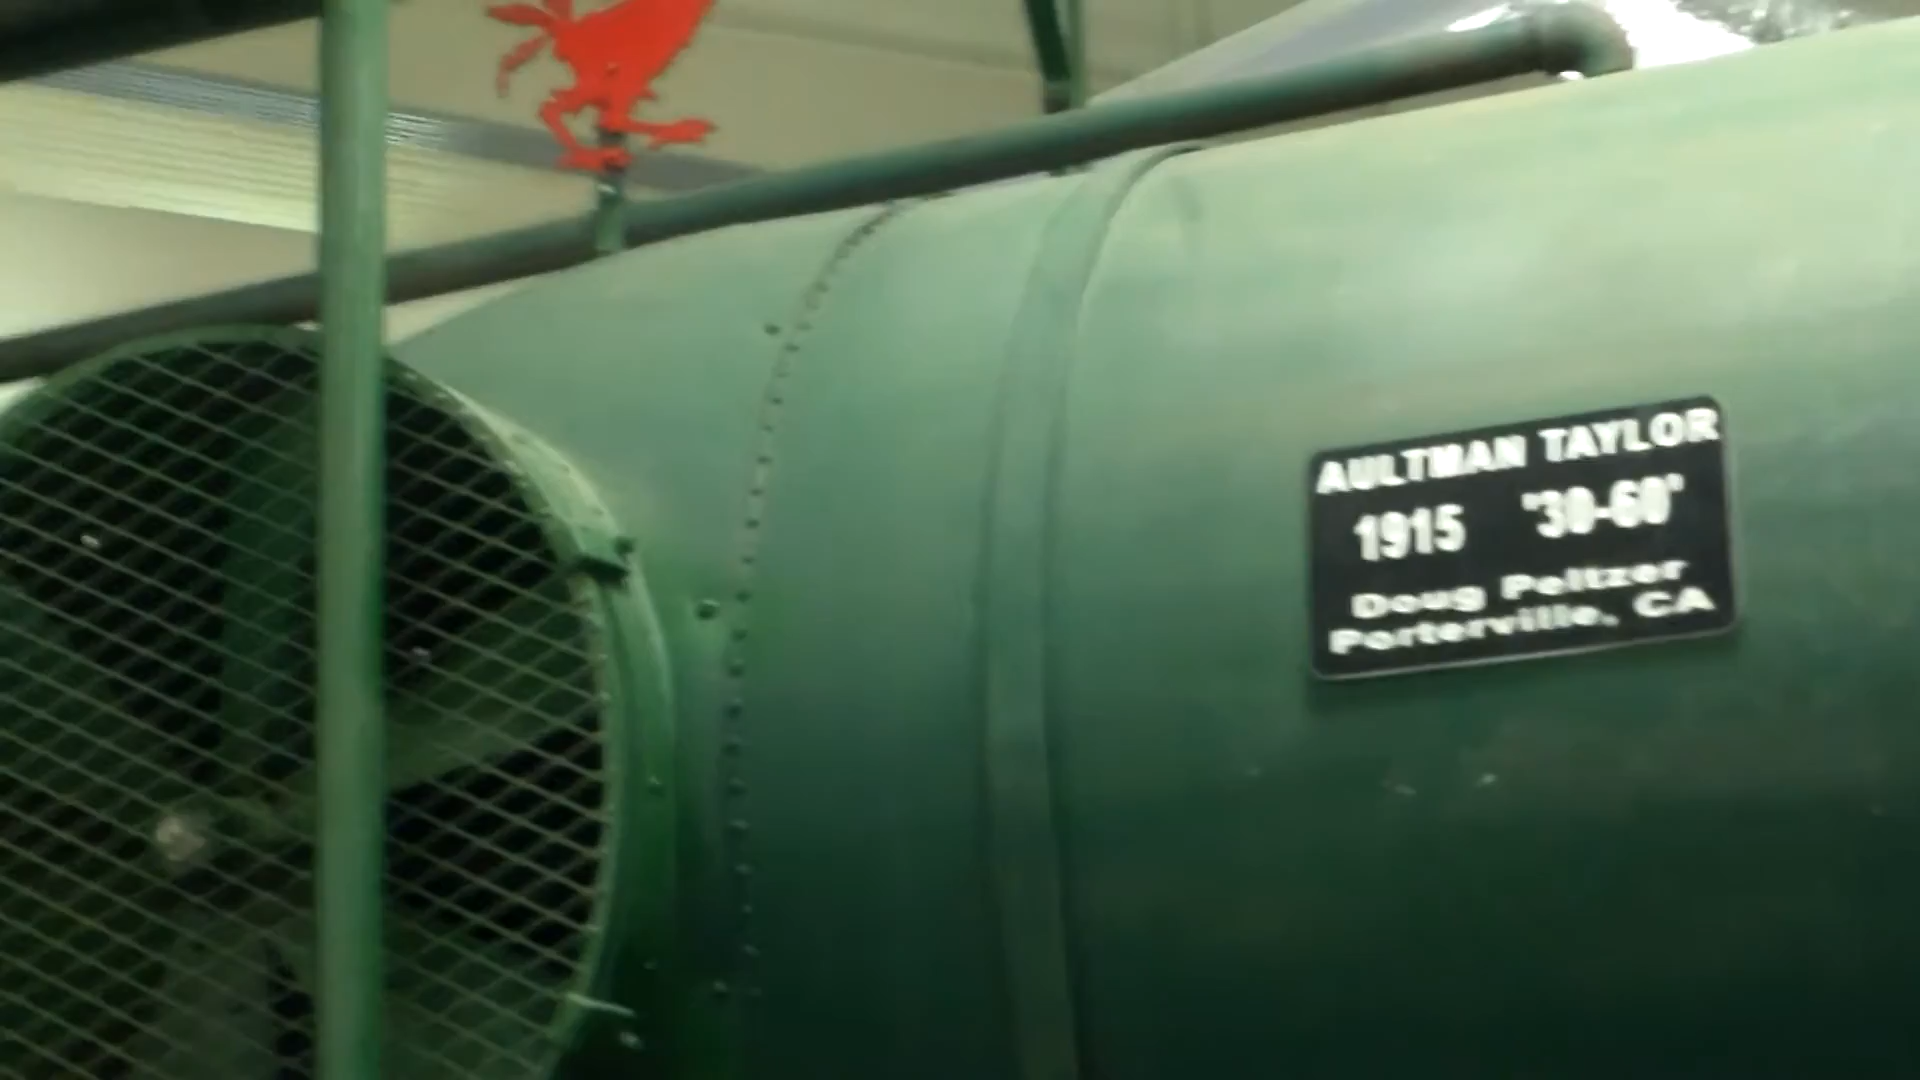 AULTMAN TAYLOR
1915 "30-60"
Doug Peltzer
Porterville, CA